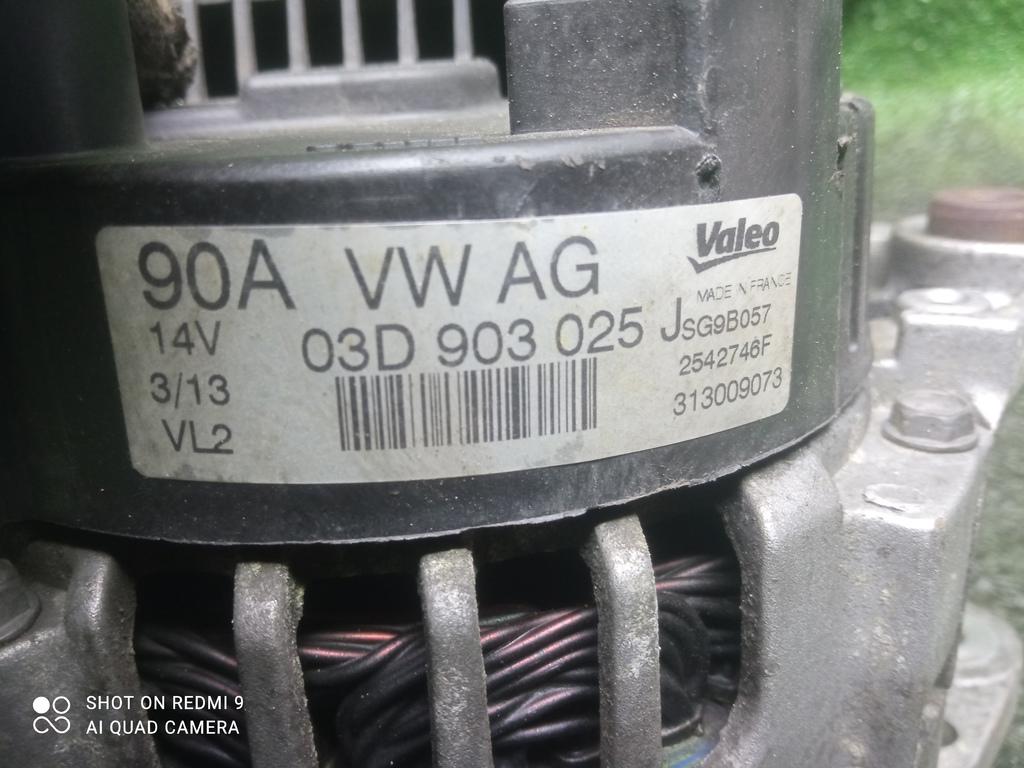 90A VW AG
Valeo
MADE IN FRANCE
14V 03D 903 025 J SG9B057
3/13
2542746F
VL2
313009073
SHOT ON REDMI 9
AI QUAD CAMERA